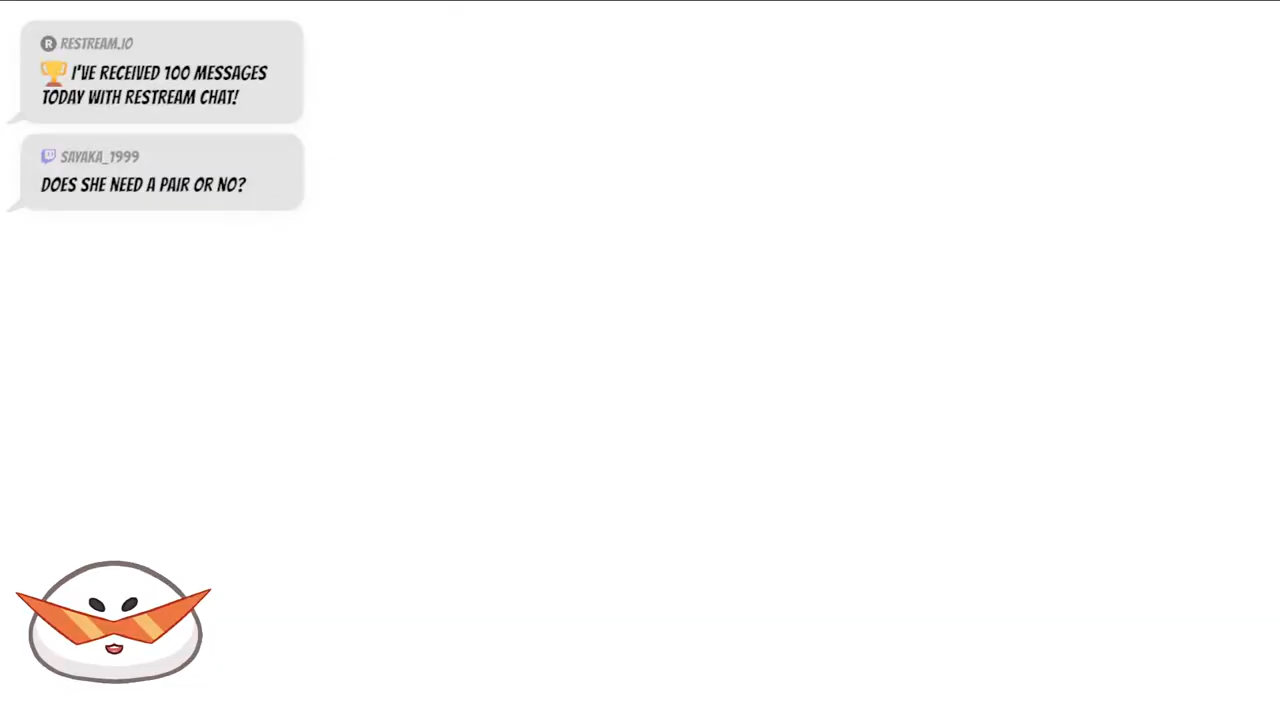 R RESTREAM.IO
🏆 I'VE RECEIVED 100 MESSAGES
TODAY WITH RESTREAM CHAT!
SAYAKA_1999
DOES SHE NEED A PAIR OR NO?